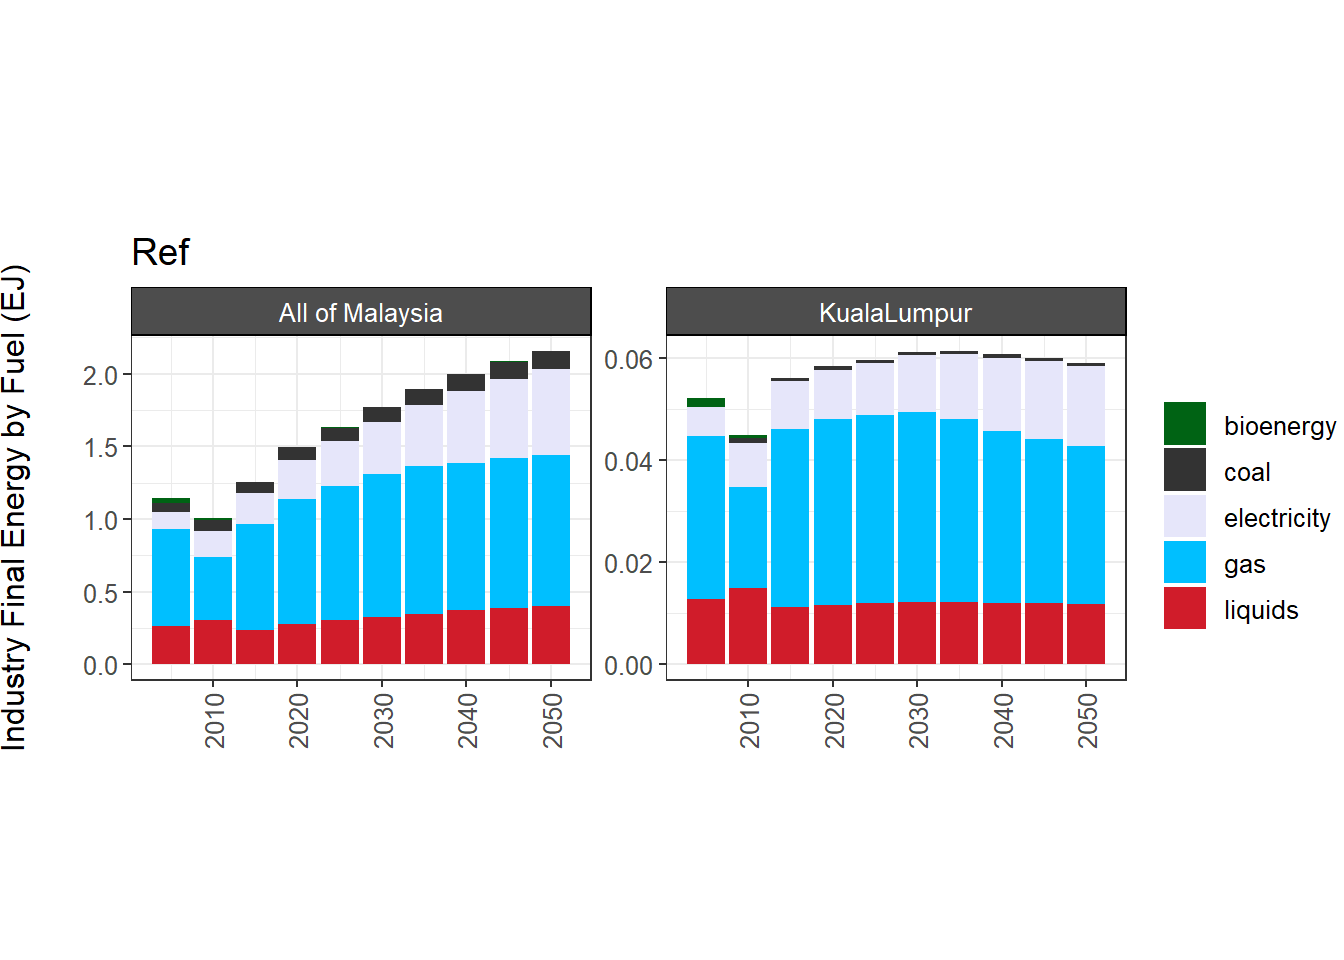 Ref
Industry Final Energy by Fuel (EJ)
All of Malaysia
KualaLumpur
2.0
1.5
1.0
0.5
0.0
0.06
0.04
0.02
0.00
2010
2020
2030
2040
2050
2010
2020
2030
2040
2050
bioenergy
coal
electricity
gas
liquids